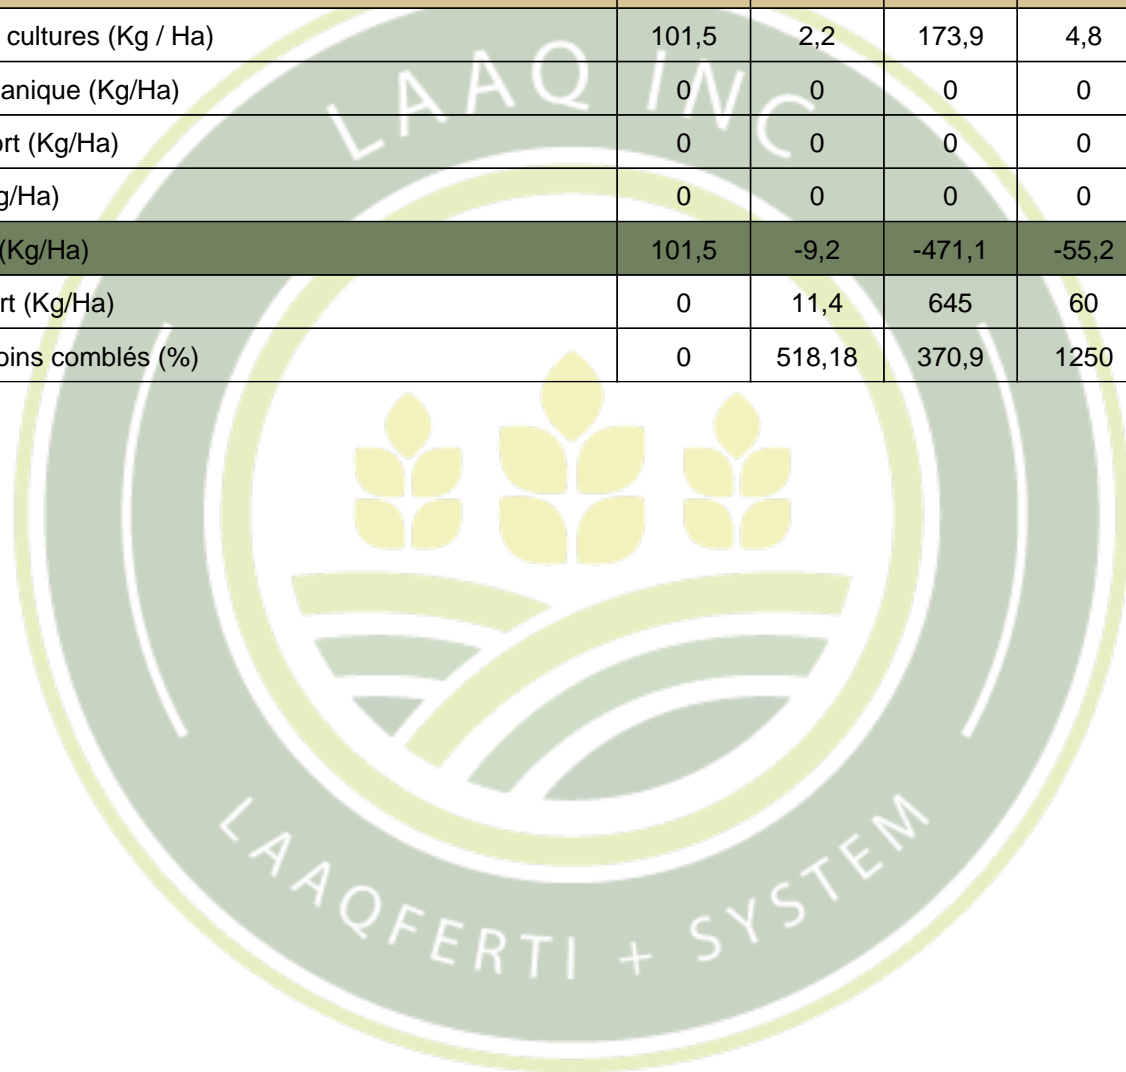 cultures (Kg / Ha) 101,5 2,2 173,9 4,8
anique (Kg/Ha) 0 0 0 0
ort (Kg/Ha) 0 0 0 0
g/Ha) 0 0 0 0
(Kg/Ha) 101,5 -9,2 -471,1 -55,2
rt (Kg/Ha) 0 11,4 645 60
oins comblés (%) 0 518,18 370,9 1250
LAAQ INC
LAAQFERTI + SYSTEM